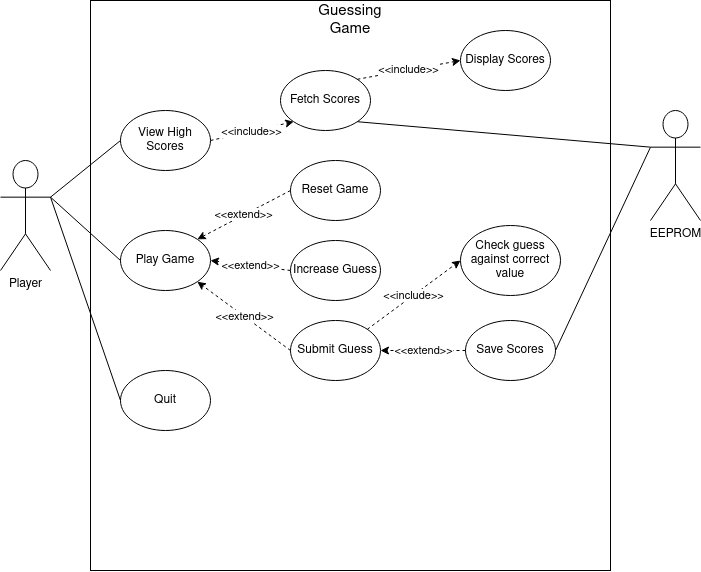 Guessing
Game
Display Scores
<<include>>
Fetch Scores
View High
Scores
<<include>>
Reset Game
<<extend>>
EEPROM
Check guess
against correct
value
Play Game
<<extend>>
Increase Guess
Player
<<include>>
<<extend>>
Submit Guess
<<extend>>
Save Scores
Quit